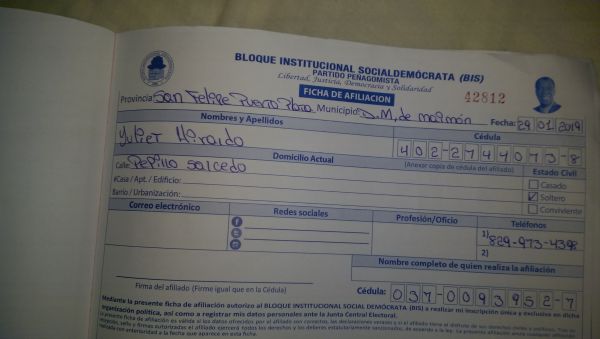 BLOQUE INSTITUCIONAL SOCIALDEMÓCRATA (BIS)
PARTIDO PEÑAGOMISTA
Libertad, Justicia, Democracia y Solidaridad
FICHA DE AFILIACION
42812
Provincia: San Felipe Puerto Plata Municipio: D.M, de maimón Fecha: 29 01 2019
Nombres y Apellidos Cédula
Yuliet Hiraldo 402-2744073-8
Domicilio Actual (Anexar copia de cédula del afiliado) Estado Civil
Calle: Pepillo Salcedo
#Casa / Apt. / Edificio: Casado
Barrio / Urbanización: Soltero
Conviviente
Correo electrónico Redes sociales Profesión/Oficio Teléfonos
1) 829-973-4398
2)
Nombre completo de quien realiza la afiliación
Firma del afiliado (Firme igual que en la Cédula) Cédula: 037-0093952-7
Mediante la presente ficha de afiliación autorizo al BLOQUE INSTITUCIONAL SOCIAL DEMÓCRATA (BIS) a realizar mi inscripción única y exclusiva en dicha
organización política, así como a registrar mis datos personales ante la Junta Central Electoral.